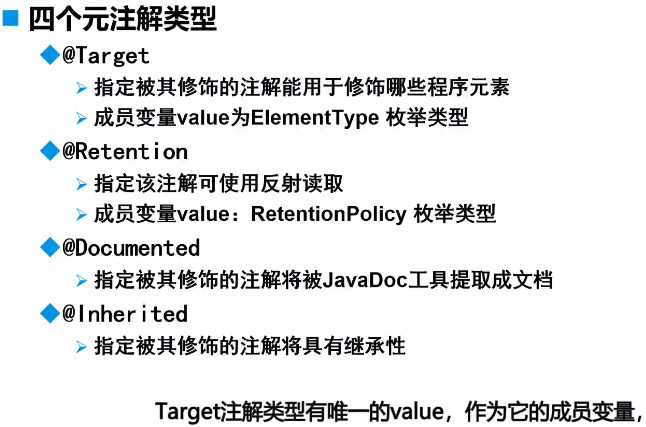 四个元注解类型
@Target
指定被其修饰的注解能用于修饰哪些程序元素
成员变量value为ElementType 枚举类型
@Retention
指定该注解可使用反射读取
成员变量value：RetentionPolicy 枚举类型
@Documented
指定被其修饰的注解将被JavaDoc工具提取成文档
@Inherited
指定被其修饰的注解将具有继承性
Target注解类型有唯一的value，作为它的成员变量，